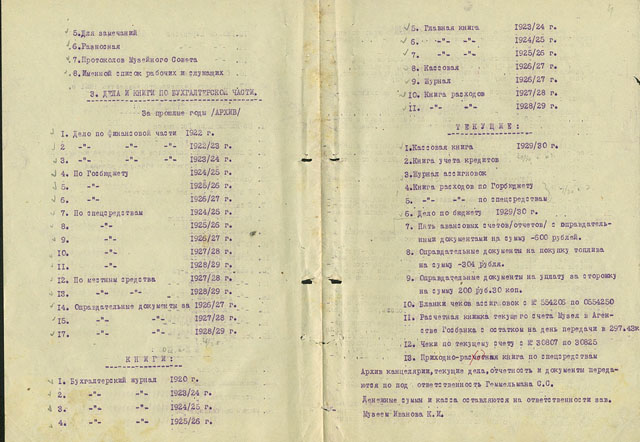 5.Для замечаний
6.Разносная
7.Протоколов Музейного Совета
8.Именной список рабочих и служащих
3. ДЕЛА И КНИГИ ПО БУХГАЛТЕРСКОЙ ЧАСТИ.
За прошлые годы /АРХИВ/
1. Дело по финансовой части 1922 г.
2 -"- -"- -"- 1922/23 г.
3. -"- -"- -"- 1923/24 г.
4. По Госбюджету 1924/25 г.
5. -"- 1925/26 г.
6. -"- 1926/27 г.
7. По спецсредствам 1924/25 г.
8. -"- 1925/26 г.
9. -"- 1926/27 г.
10. -"- 1927/28 г.
11. -"- 1928/29 г.
12. По местным средства 1927/28 г.
13. -"- -"- 1928/29 г.
14. Оправдательные документы за 1926/27 г.
15. -"- -"- 1927/28 г.
17. -"- -"- 1928/29 г.
КНИГИ:
1. Бухгалтерский журнал 1920 г.
2. -"- -"- 1923/24 г.
3. -"- -"- 1924/25 г.
4. -"- -"- 1925/26 г.
5. Главная книга 1923/24 г.
6. -"- -"- 1924/25 г.
7. -"- -"- 1925/26 г.
8. Кассовая 1926/27 г.
9. Журнал 1926/27 г.
10. Книга расходов 1927/28 г.
11. -"- -"- 1928/29 г.
ТЕКУЩИЕ:
1.Кассовая книга 1929/30 г.
2.Книга учета кредитов
3.Журнал ассигновок
4.Книга расходов по Горбюджету
5. -"- -"- по спецсредствам
6. Дело по бюджету 1929/30 г.
7. Пять авансовых счетов/отчетов/ с оправдатель-
ными документами на сумму -600 рублей.
8. Оправдательные документы на покупку топлива
на сумму -304 рубля.
9. Оправдательные документы на уплату за сторожку
на сумму 200 руб.30 коп.
10. Бланки чеков ассигновок с № 554203 по 0554250
11. Расчетная книжка текущего счета Музея в Аген-
стве Госбанка с остатком на день передачи в 297.43к
12. Чеки по текущему счету с № 30807 по 30825
13. Приходно-расходная книга по спецсредствам
Архив канцелярии,текущие дела,отчетность и документы переда-
ются по под ответственность Геммельмана С.С.
Денежные суммы и касса оставляются на ответственности зав.
Музеем Иванова К.И.